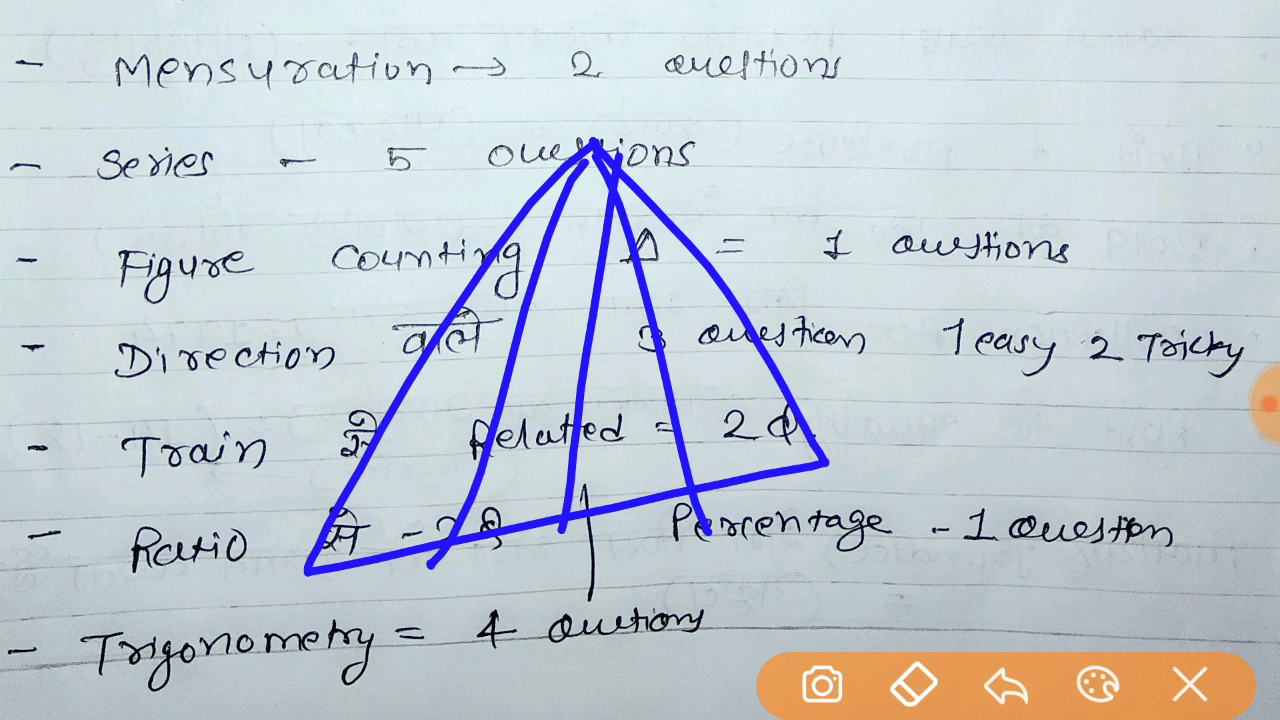 - Mensuration → 2 questions
- Series - 5 questions
- Figure Counting Δ = 1 questions
- Direction वाले 3 question 1 easy 2 Tricky
- Train से Related = 2 Q.
- Ratio से - 2 Percentage - 1 question
- Trigonometry = 4 questions